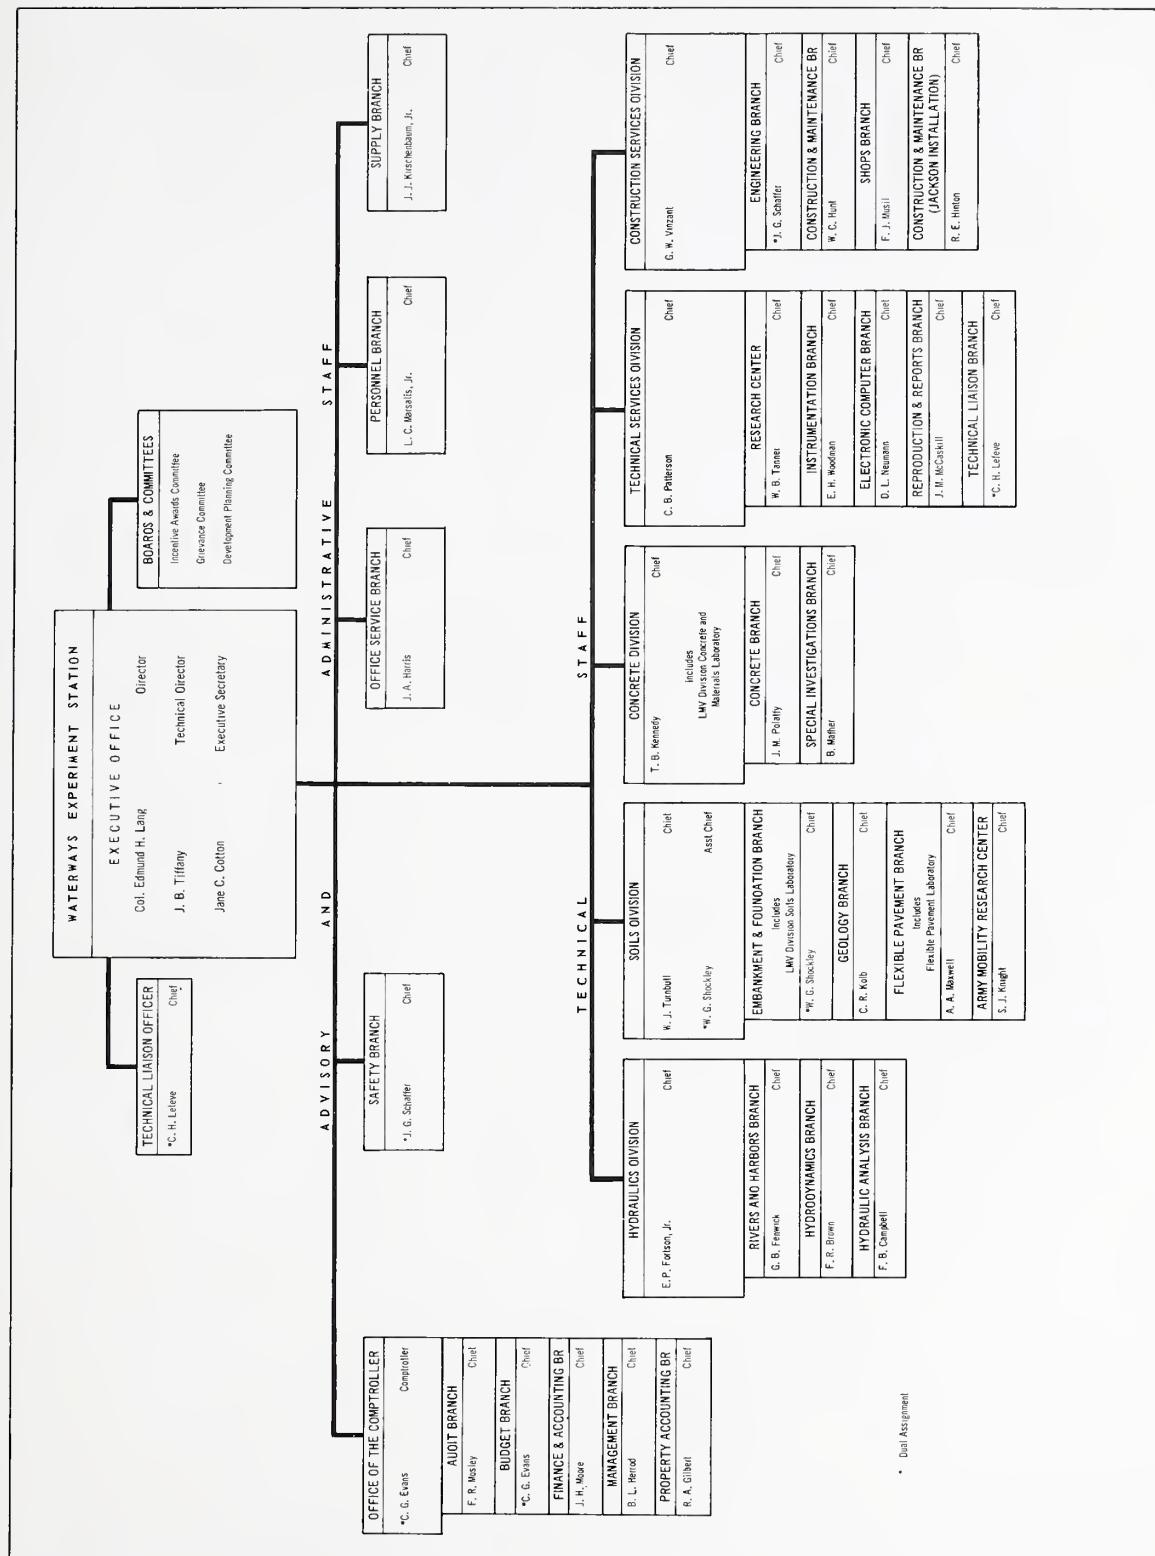 WATERWAYS EXPERIMENT STATION
EXECUTIVE OFFICE
Col. Edmund H. Lang Director
J. B. Tiffany Technical Director
Jane C. Cotton Executive Secretary
TECHNICAL LIAISON OFFICER
*C. H. Lefeve Chief
BOARDS & COMMITTEES
Incentive Awards Committee
Grievance Committee
Development Planning Committee
ADVISORY AND ADMINISTRATIVE STAFF
OFFICE OF THE COMPTROLLER
*C. G. Evans Comptroller
AUDIT BRANCH
F. R. Mosley Chief
BUDGET BRANCH
*C. G. Evans Chief
FINANCE & ACCOUNTING BR
J. H. Moore Chief
MANAGEMENT BRANCH
B. L. Herrod Chief
PROPERTY ACCOUNTING BR
R. A. Gilbert Chief
SAFETY BRANCH
*J. G. Schaffer Chief
OFFICE SERVICE BRANCH
J. A. Harris Chief
PERSONNEL BRANCH
L. C. Marsalis, Jr. Chief
SUPPLY BRANCH
J. J. Kirschenbaum, Jr. Chief
TECHNICAL STAFF
HYDRAULICS DIVISION
E. P. Fortson, Jr. Chief
RIVERS AND HARBORS BRANCH
G. B. Fenwick Chief
HYDRODYNAMICS BRANCH
F. R. Brown Chief
HYDRAULIC ANALYSIS BRANCH
F. B. Campbell Chief
SOILS DIVISION
W. J. Turnbull Chief
*W. G. Shockley Asst Chief
EMBANKMENT & FOUNDATION BRANCH
Includes
LMV Division Soils Laboratory
*W. G. Shockley Chief
GEOLOGY BRANCH
C. R. Kolb Chief
FLEXIBLE PAVEMENT BRANCH
Includes
Flexible Pavement Laboratory
A. A. Maxwell Chief
ARMY MOBILITY RESEARCH CENTER
S. J. Knight Chief
CONCRETE DIVISION
T. B. Kennedy Chief
includes
LMV Division Concrete and
Materials Laboratory
CONCRETE BRANCH
J. M. Polatty Chief
SPECIAL INVESTIGATIONS BRANCH
B. Mather Chief
TECHNICAL SERVICES DIVISION
C. B. Patterson Chief
RESEARCH CENTER
W. B. Tanner Chief
INSTRUMENTATION BRANCH
E. H. Woodman Chief
ELECTRONIC COMPUTER BRANCH
D. L. Neumann Chief
REPRODUCTION & REPORTS BRANCH
J. M. McCaskill Chief
TECHNICAL LIAISON BRANCH
*C. H. Lefeve Chief
CONSTRUCTION SERVICES DIVISION
G. W. Vinzant Chief
ENGINEERING BRANCH
*J. G. Schaffer Chief
CONSTRUCTION & MAINTENANCE BR
W. C. Hunt Chief
SHOPS BRANCH
F. J. Musil Chief
CONSTRUCTION & MAINTENANCE BR
(JACKSON INSTALLATION)
R. E. Hinton Chief
* Dual Assignment